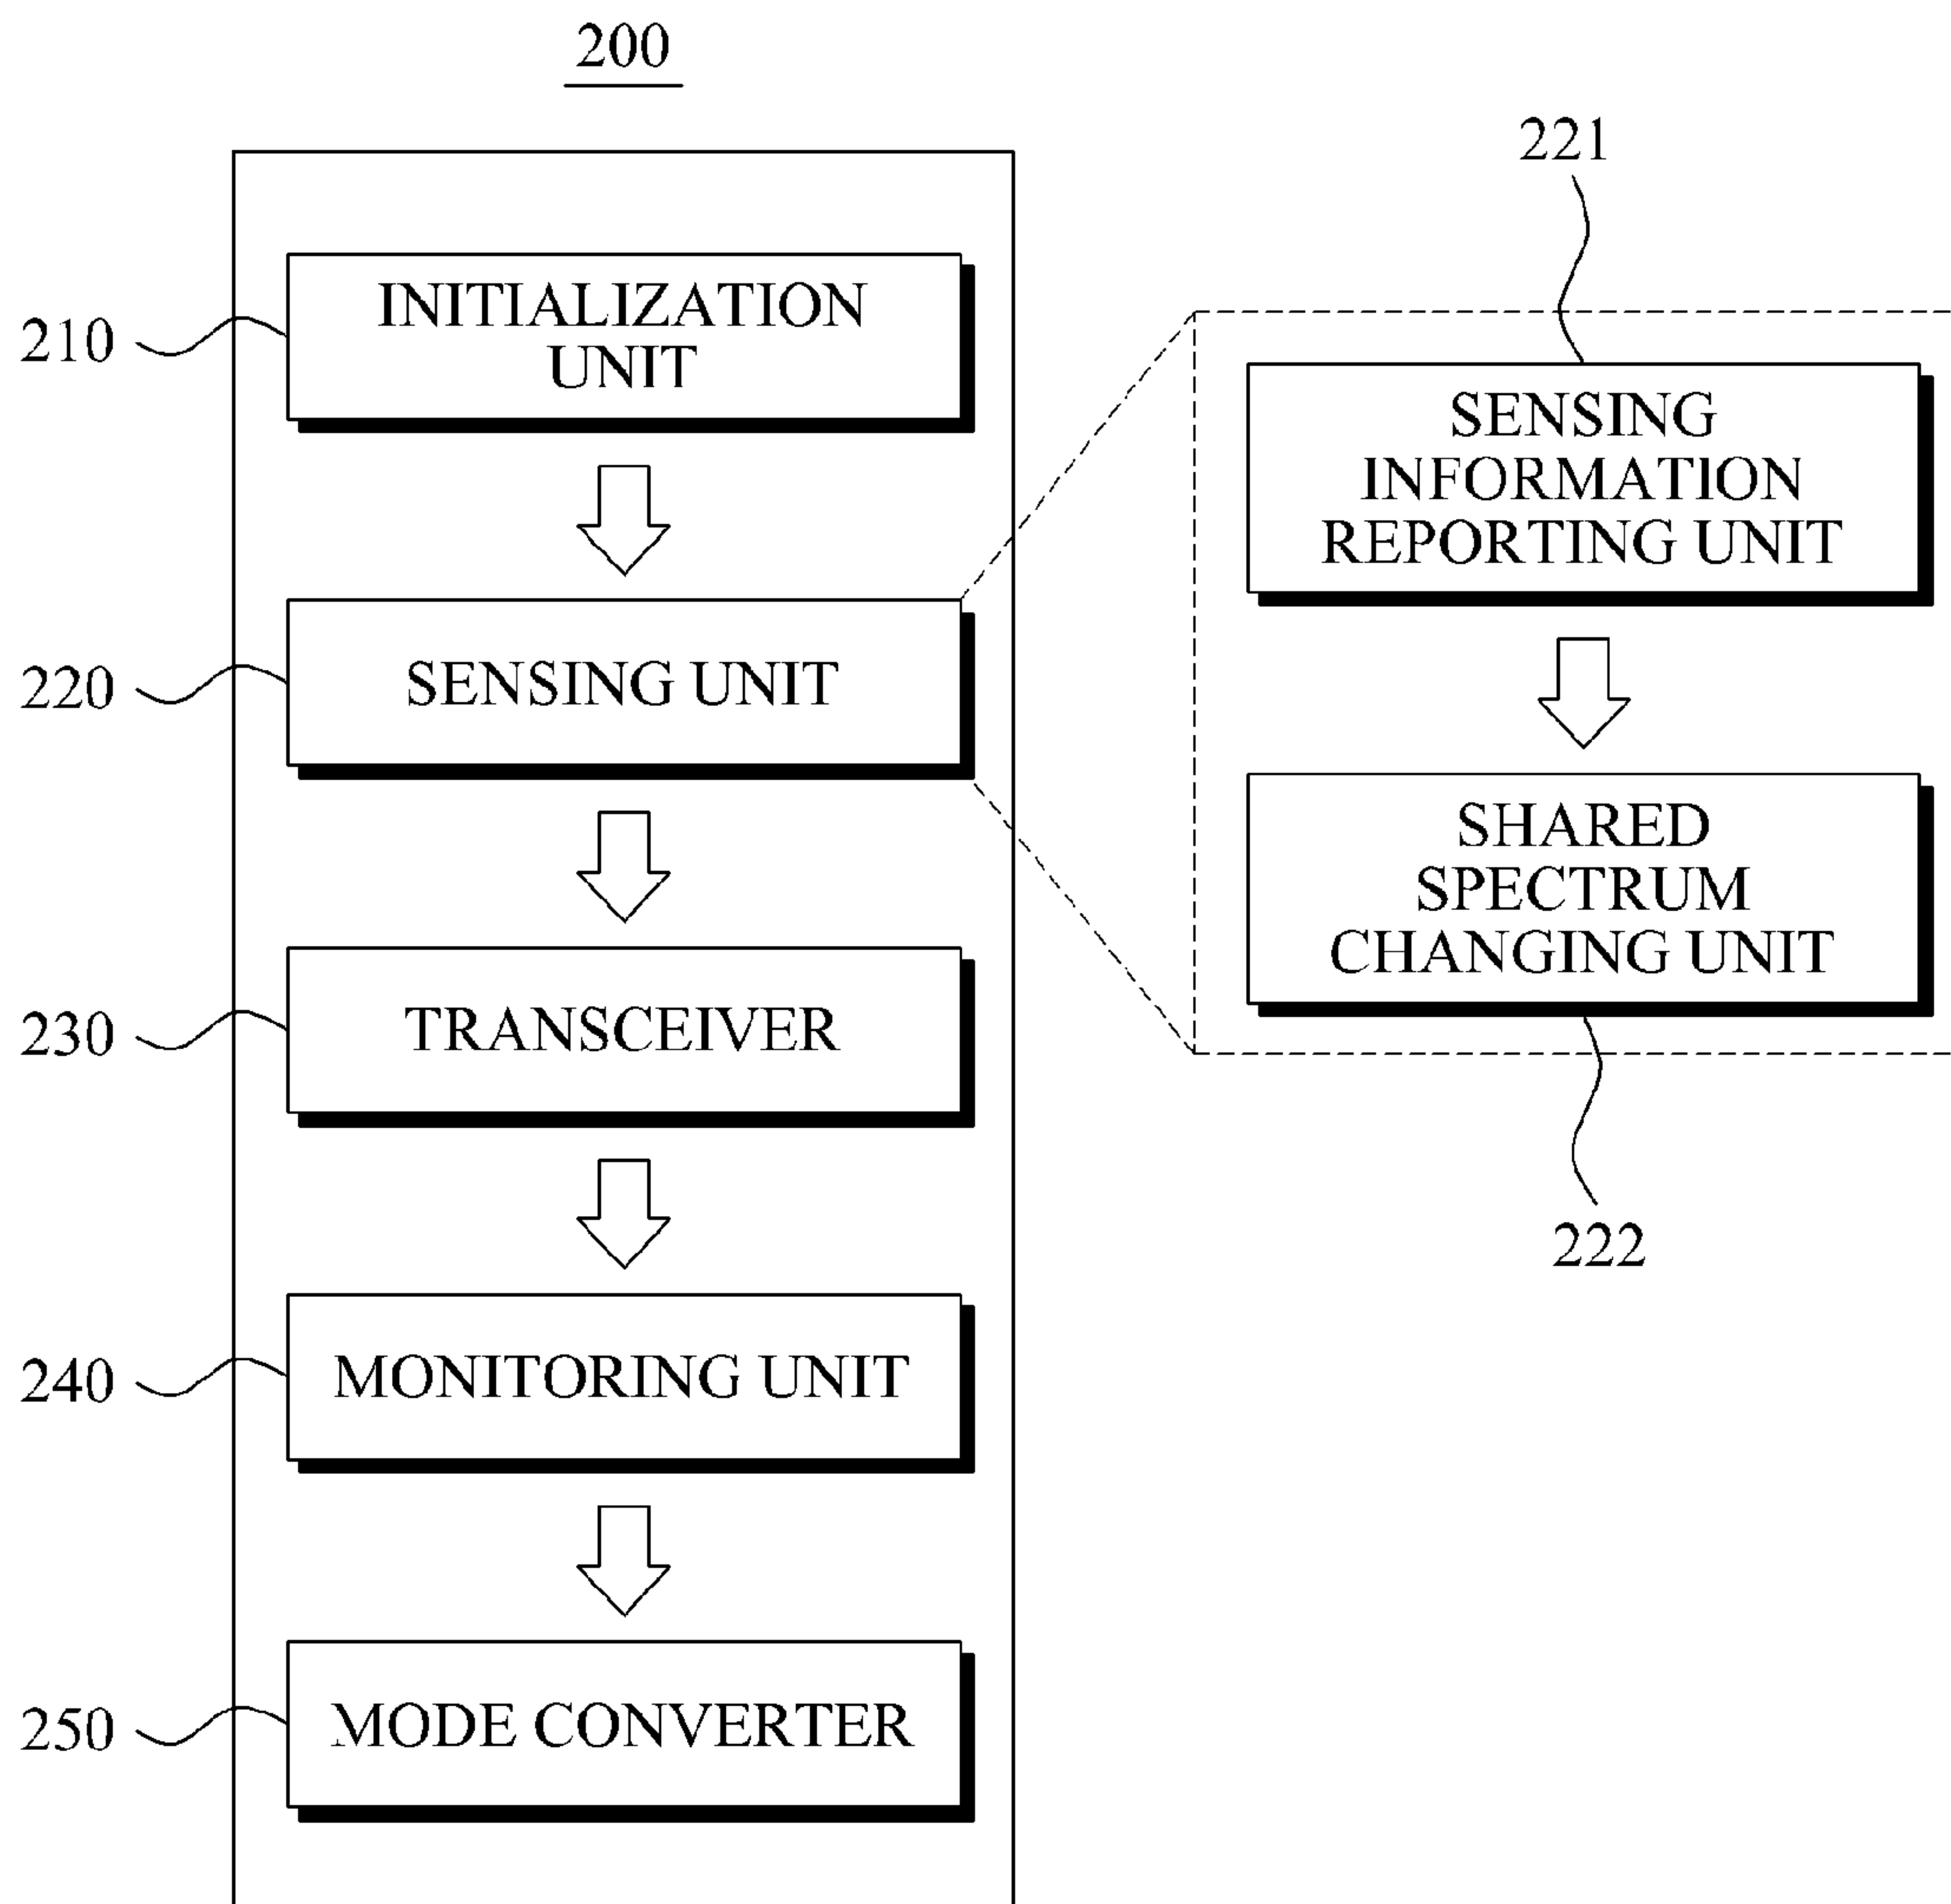 200
210
INITIALIZATION
UNIT
220
SENSING UNIT
230
TRANSCEIVER
240
MONITORING UNIT
250
MODE CONVERTER
221
SENSING
INFORMATION
REPORTING UNIT
SHARED
SPECTRUM
CHANGING UNIT
222